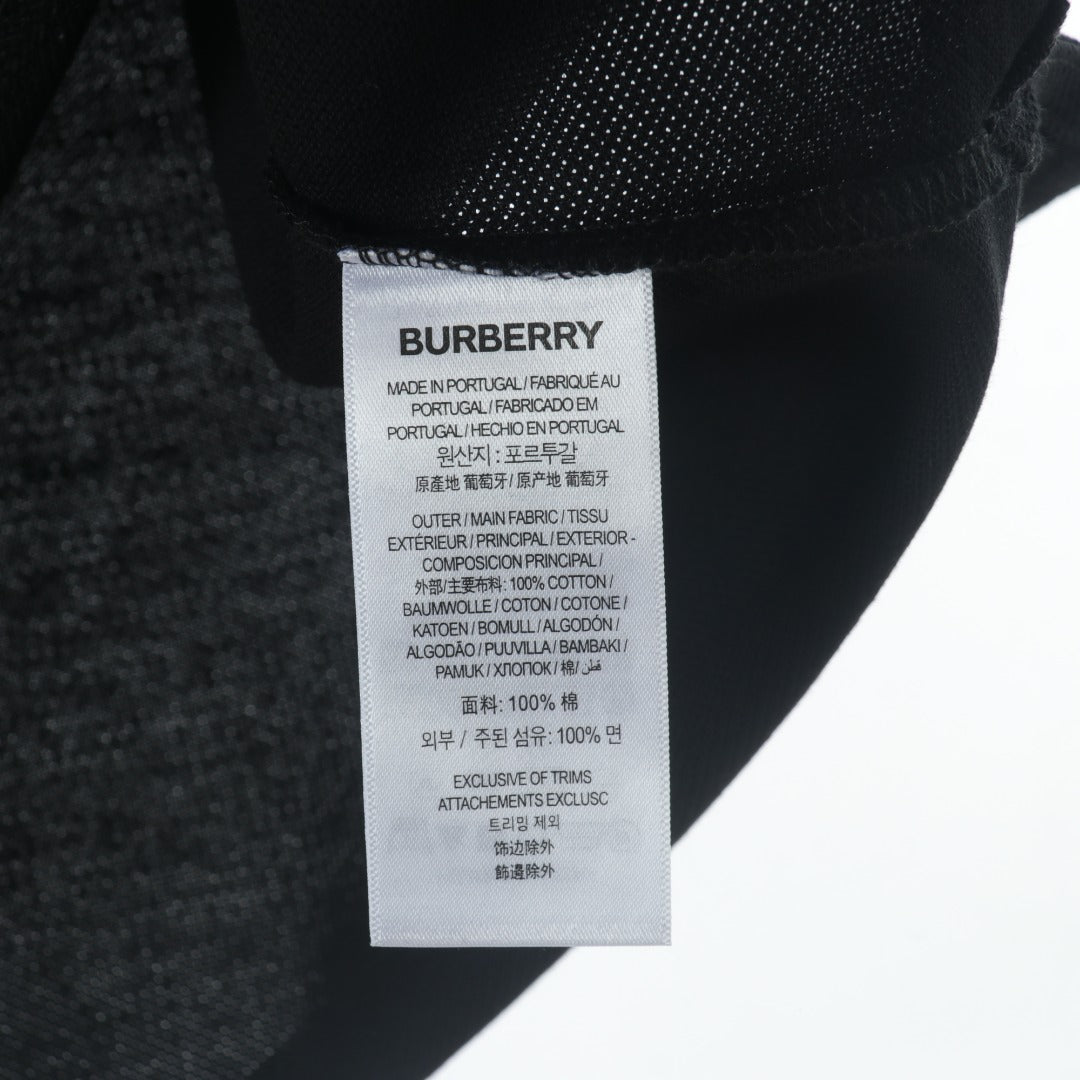 BURBERRY
MADE IN PORTUGAL / FABRIQUÉ AU
PORTUGAL / FABRICADO EM
PORTUGAL / HECHO EN PORTUGAL
원산지 : 포르투갈
原產地 葡萄牙 / 原产地 葡萄牙
OUTER / MAIN FABRIC / TISSU
EXTÉRIEUR / PRINCIPAL / EXTERIOR -
COMPOSICION PRINCIPAL /
外部/主要布料: 100% COTTON /
BAUMWOLLE / COTON / COTONE /
KATOEN / BOMULL / ALGODÓN /
ALGODÃO / PUUVILLA / BAMBAKI /
PAMUK / ХЛОПОК / 棉/ قطن
面料: 100% 棉
외부 / 주된 섬유: 100% 면
EXCLUSIVE OF TRIMS
ATTACHEMENTS EXCLUSC
트리밍 제외
饰边除外
飾邊除外